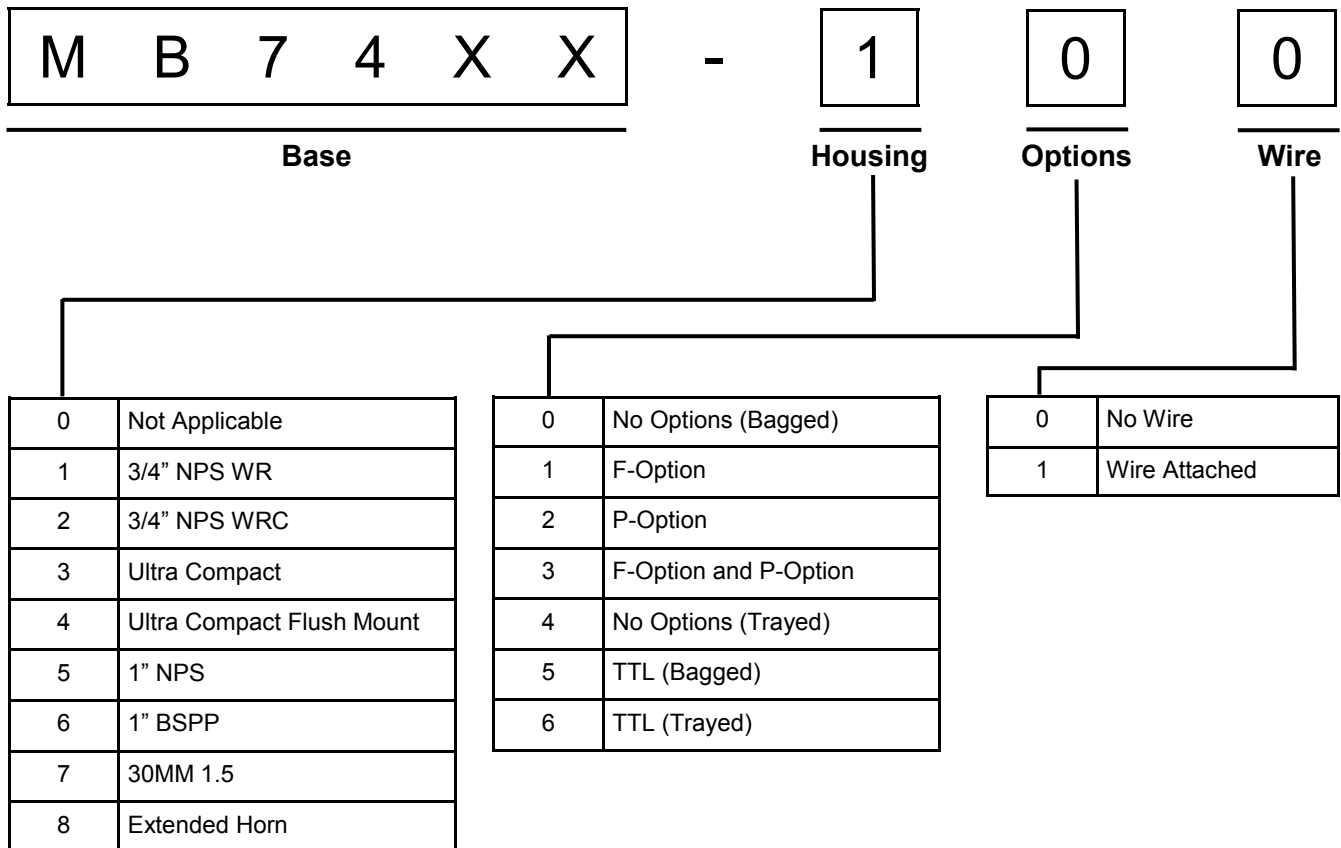 M B 7 4 X X - 1 0 0
Base Housing Options Wire
0 Not Applicable
1 3/4” NPS WR
2 3/4” NPS WRC
3 Ultra Compact
4 Ultra Compact Flush Mount
5 1” NPS
6 1” BSPP
7 30MM 1.5
8 Extended Horn
0 No Options (Bagged)
1 F-Option
2 P-Option
3 F-Option and P-Option
4 No Options (Trayed)
5 TTL (Bagged)
6 TTL (Trayed)
0 No Wire
1 Wire Attached